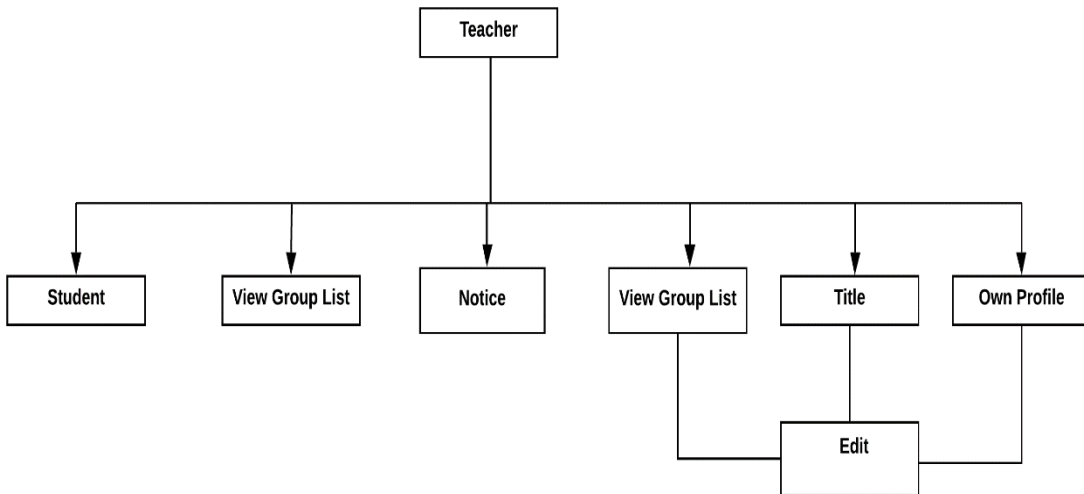 Teacher
Student
View Group List
Notice
View Group List
Title
Own Profile
Edit